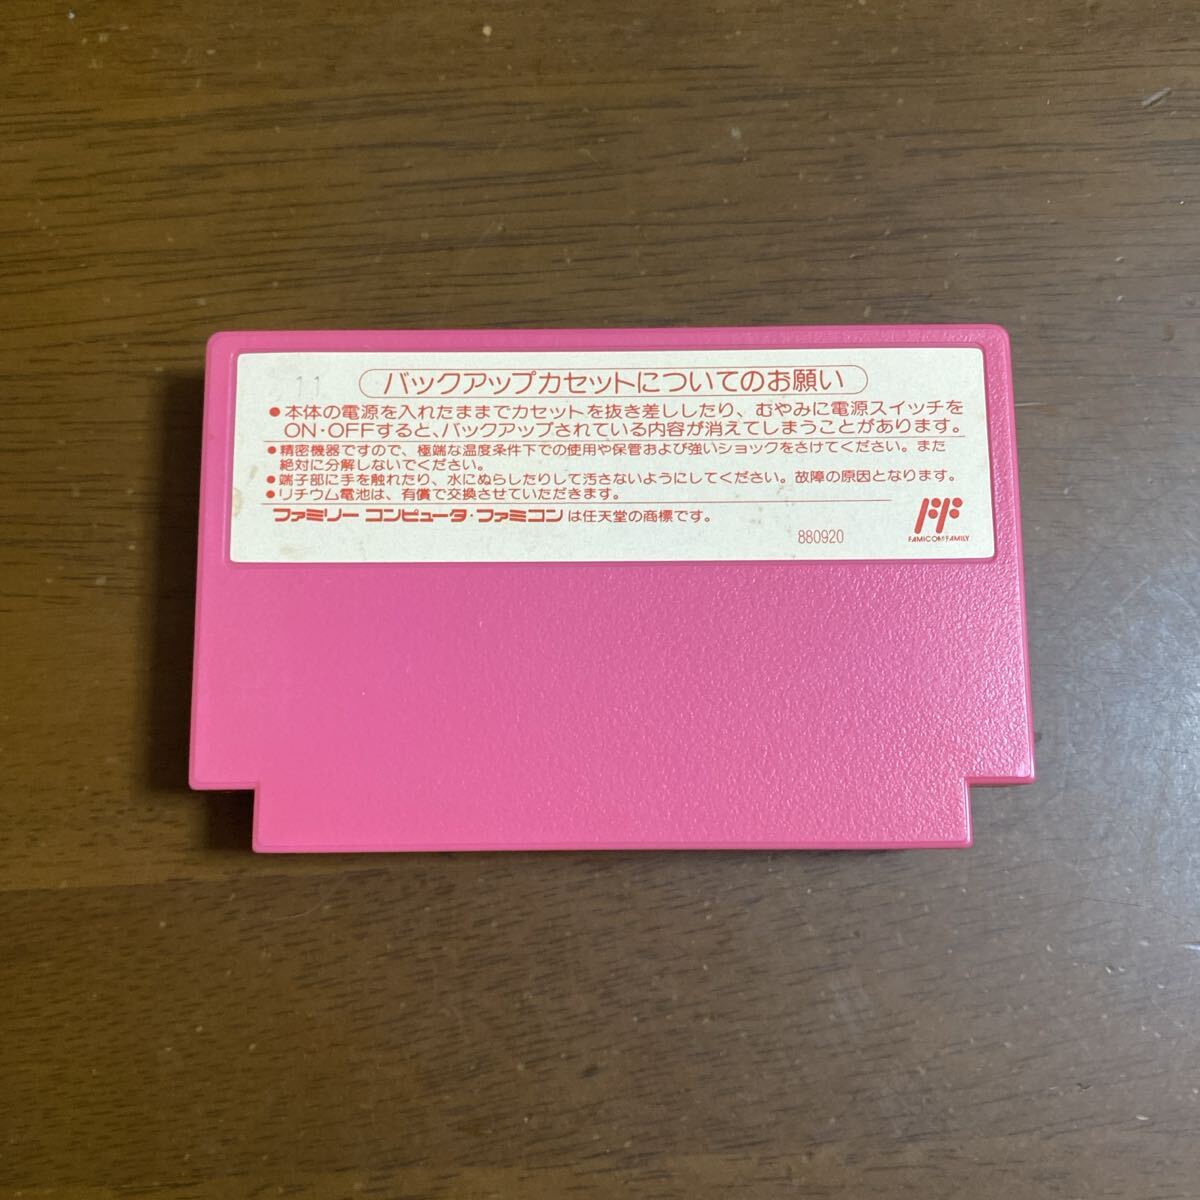 11
バックアップカセットについてのお願い
●本体の電源を入れたままでカセットを抜き差ししたり、むやみに電源スイッチを
ON・OFFすると、バックアップされている内容が消えてしまうことがあります。
●精密機器ですので、極端な温度条件下での使用や保管および強いショックをさけてください。また
絶対に分解しないでください。
●端子部に手を触れたり、水にぬらしたりして汚さないようにしてください。故障の原因となります。
●リチウム電池は、有償で交換させていただきます。
ファミリー コンピュータ・ファミコン は任天堂の商標です。
880920
FAMICOM FAMILY